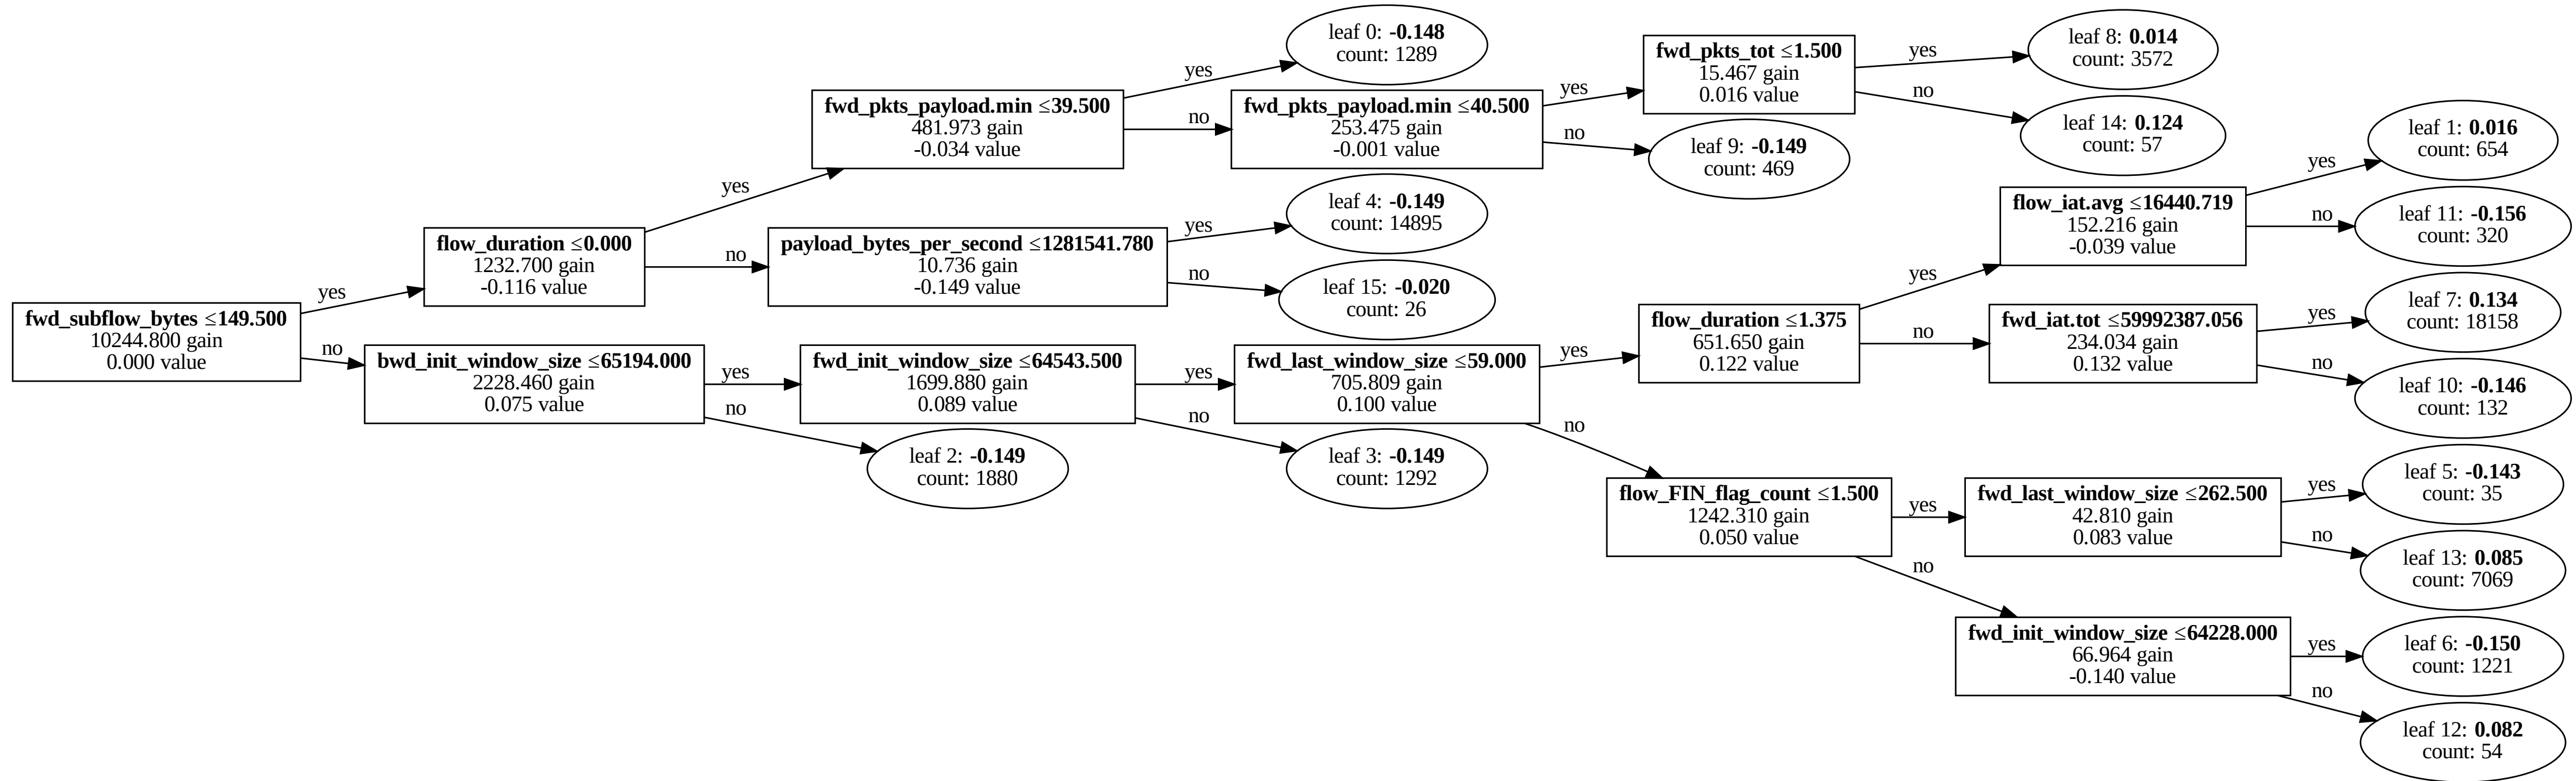 fwd_subflow_bytes ≤149.500
10244.800 gain
0.000 value
yes
no
flow_duration ≤0.000
1232.700 gain
-0.116 value
yes
no
fwd_pkts_payload.min ≤39.500
481.973 gain
-0.034 value
yes
no
leaf 0: -0.148
count: 1289
fwd_pkts_payload.min ≤40.500
253.475 gain
-0.001 value
yes
no
fwd_pkts_tot ≤1.500
15.467 gain
0.016 value
yes
no
leaf 8: 0.014
count: 3572
leaf 14: 0.124
count: 57
leaf 9: -0.149
count: 469
payload_bytes_per_second ≤1281541.780
10.736 gain
-0.149 value
yes
no
leaf 4: -0.149
count: 14895
leaf 15: -0.020
count: 26
bwd_init_window_size ≤65194.000
2228.460 gain
0.075 value
yes
no
fwd_init_window_size ≤64543.500
1699.880 gain
0.089 value
yes
no
leaf 2: -0.149
count: 1880
fwd_last_window_size ≤59.000
705.809 gain
0.100 value
yes
no
leaf 3: -0.149
count: 1292
flow_duration ≤1.375
651.650 gain
0.122 value
yes
no
flow_iat.avg ≤16440.719
152.216 gain
-0.039 value
yes
no
leaf 1: 0.016
count: 654
leaf 11: -0.156
count: 320
fwd_iat.tot ≤59992387.056
234.034 gain
0.132 value
yes
no
leaf 7: 0.134
count: 18158
leaf 10: -0.146
count: 132
flow_FIN_flag_count ≤1.500
1242.310 gain
0.050 value
yes
no
fwd_last_window_size ≤262.500
42.810 gain
0.083 value
yes
no
leaf 5: -0.143
count: 35
leaf 13: 0.085
count: 7069
fwd_init_window_size ≤64228.000
66.964 gain
-0.140 value
yes
no
leaf 6: -0.150
count: 1221
leaf 12: 0.082
count: 54